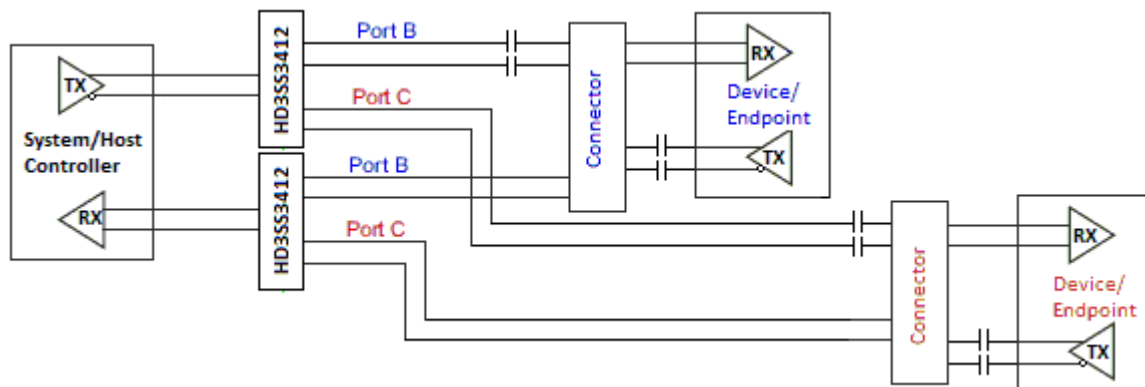 Port B
TX
HD3SS3412
RX
Device/
Endpoint
Connector
Port C
System/Host
Controller
TX
Port B
HD3SS3412
RX
Port C
RX
Connector
Device/
Endpoint
TX